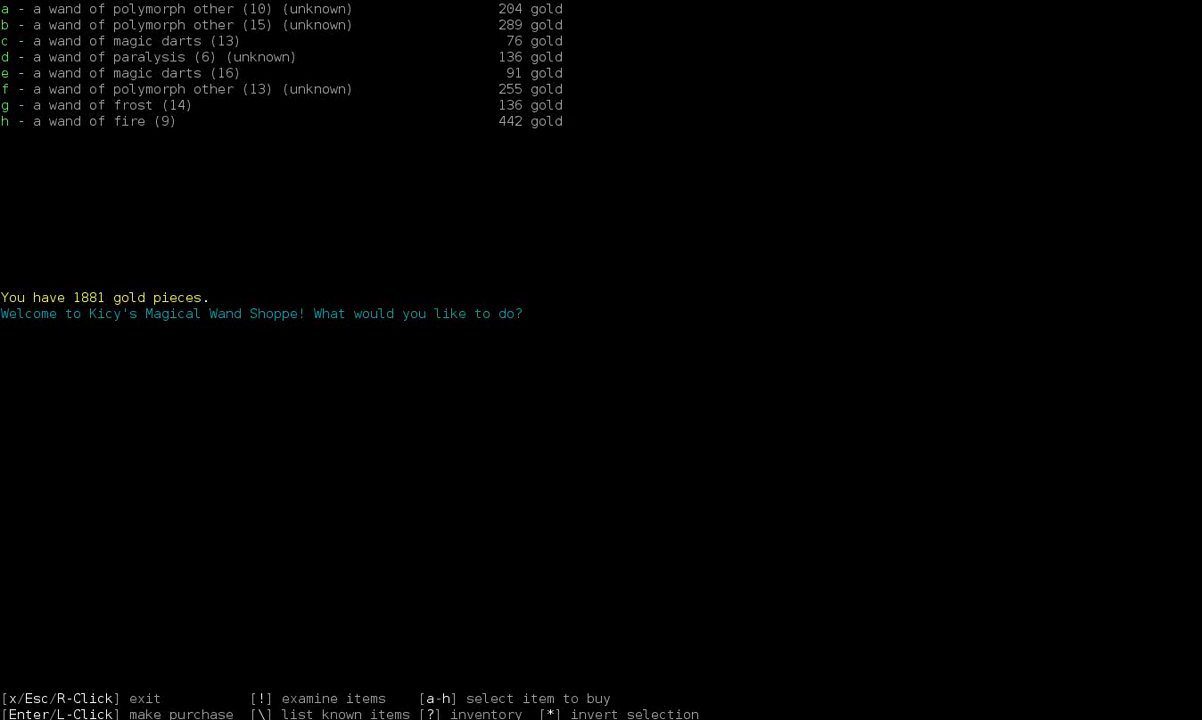 a - a wand of polymorph other (10) (unknown) 204 gold
b - a wand of polymorph other (15) (unknown) 289 gold
c - a wand of magic darts (13) 76 gold
d - a wand of paralysis (6) (unknown) 136 gold
e - a wand of magic darts (16) 91 gold
f - a wand of polymorph other (13) (unknown) 255 gold
g - a wand of frost (14) 136 gold
h - a wand of fire (9) 442 gold
You have 1881 gold pieces.
Welcome to Kicy's Magical Wand Shoppe! What would you like to do?
[x/Esc/R-Click] exit [!] examine items [a-h] select item to buy
[Enter/L-Click] make purchase [\] list known items [?] inventory [*] invert selection